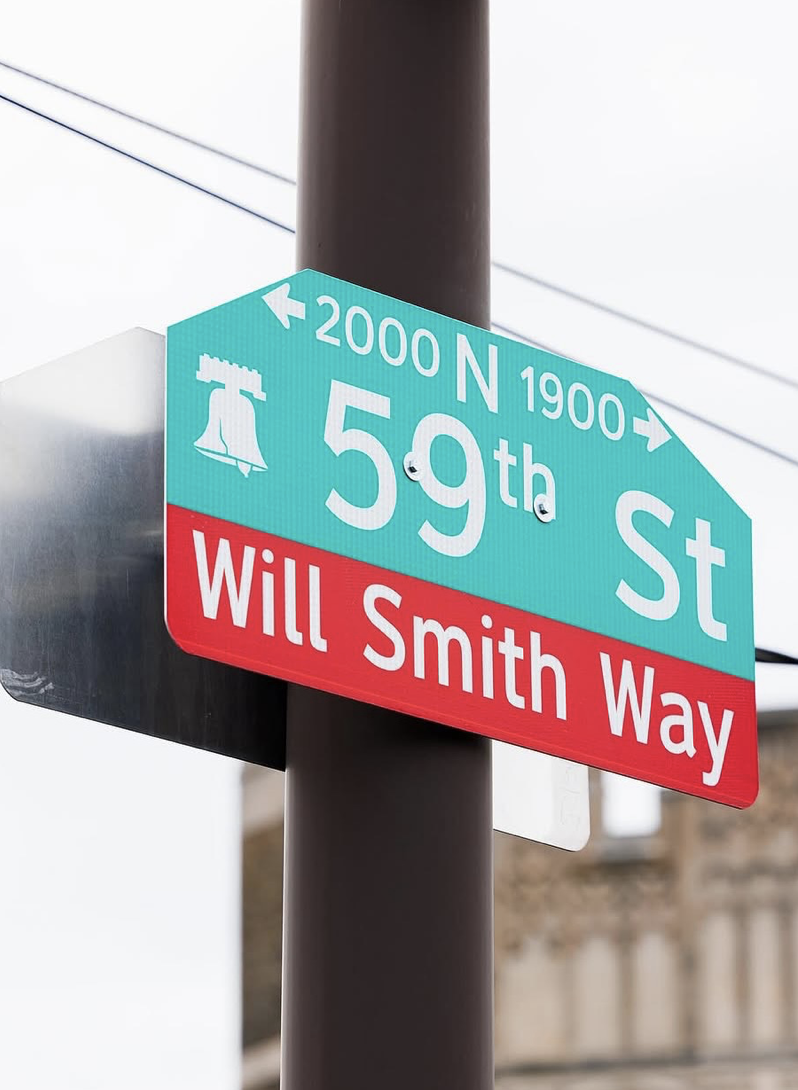 ← 2000 N 1900 →
59th St
Will Smith Way